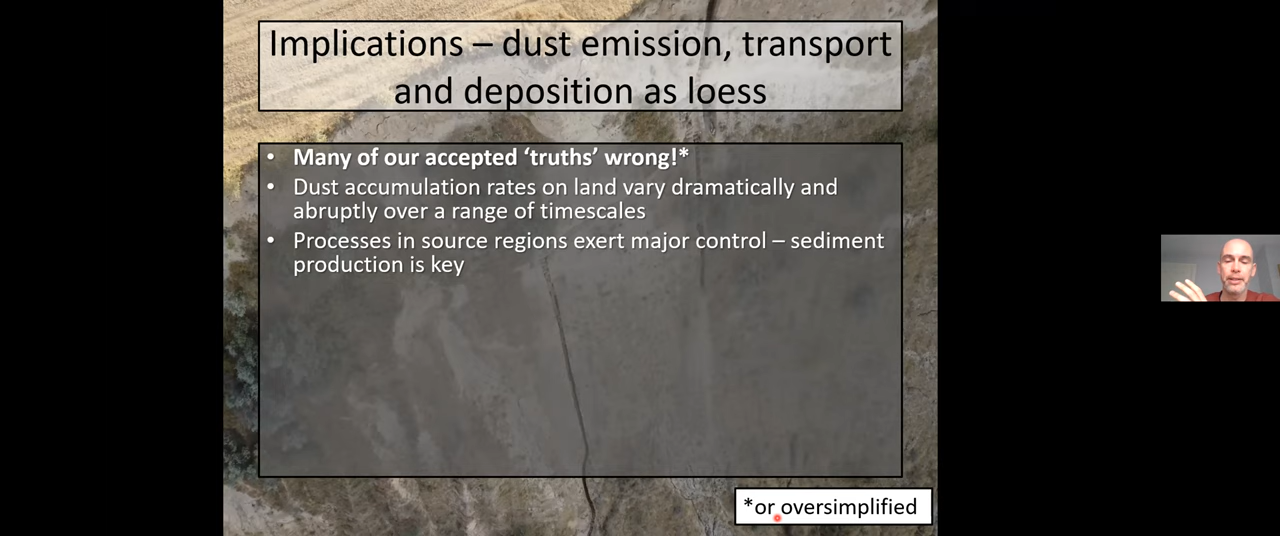 Implications – dust emission, transport
and deposition as loess
• Many of our accepted ‘truths’ wrong!*
• Dust accumulation rates on land vary dramatically and
abruptly over a range of timescales
• Processes in source regions exert major control – sediment
production is key
*or oversimplified